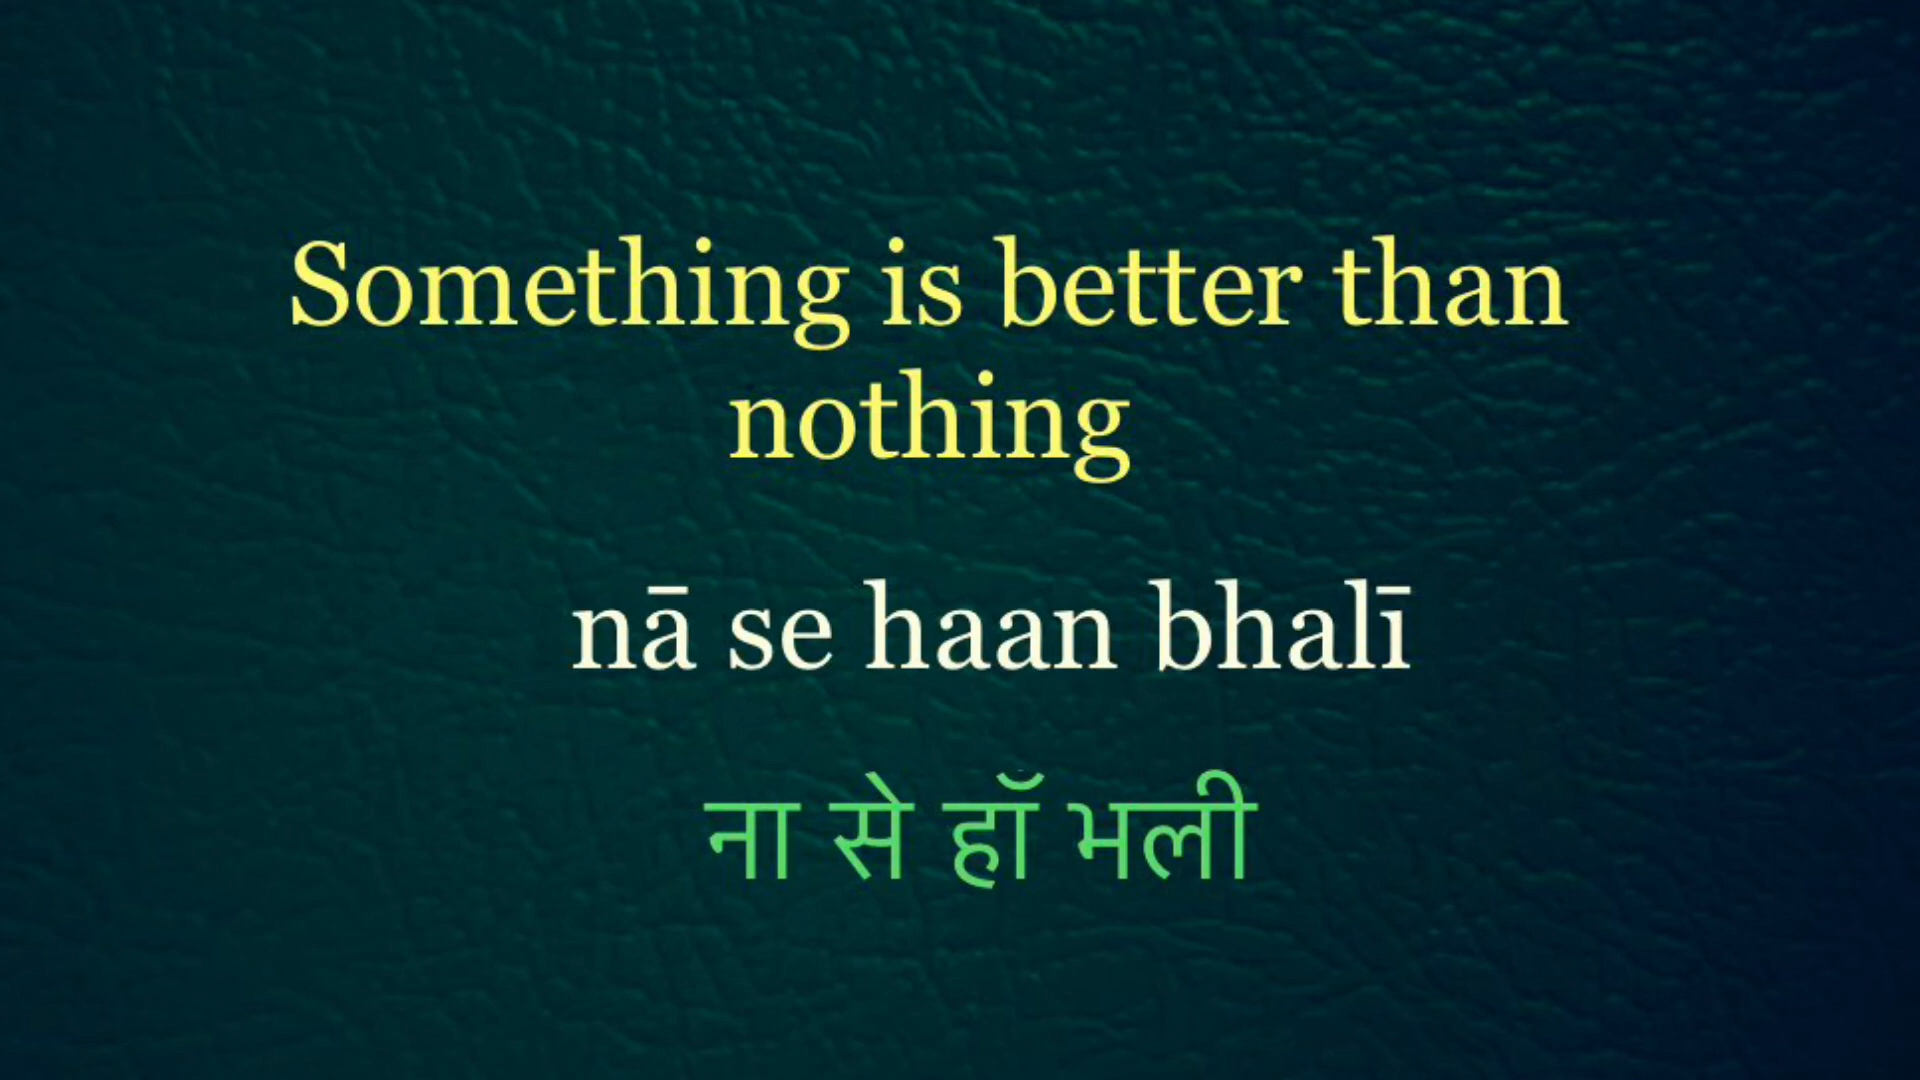 Something is better than
nothing
nā se haan bhalī
ना से हाॅ भली